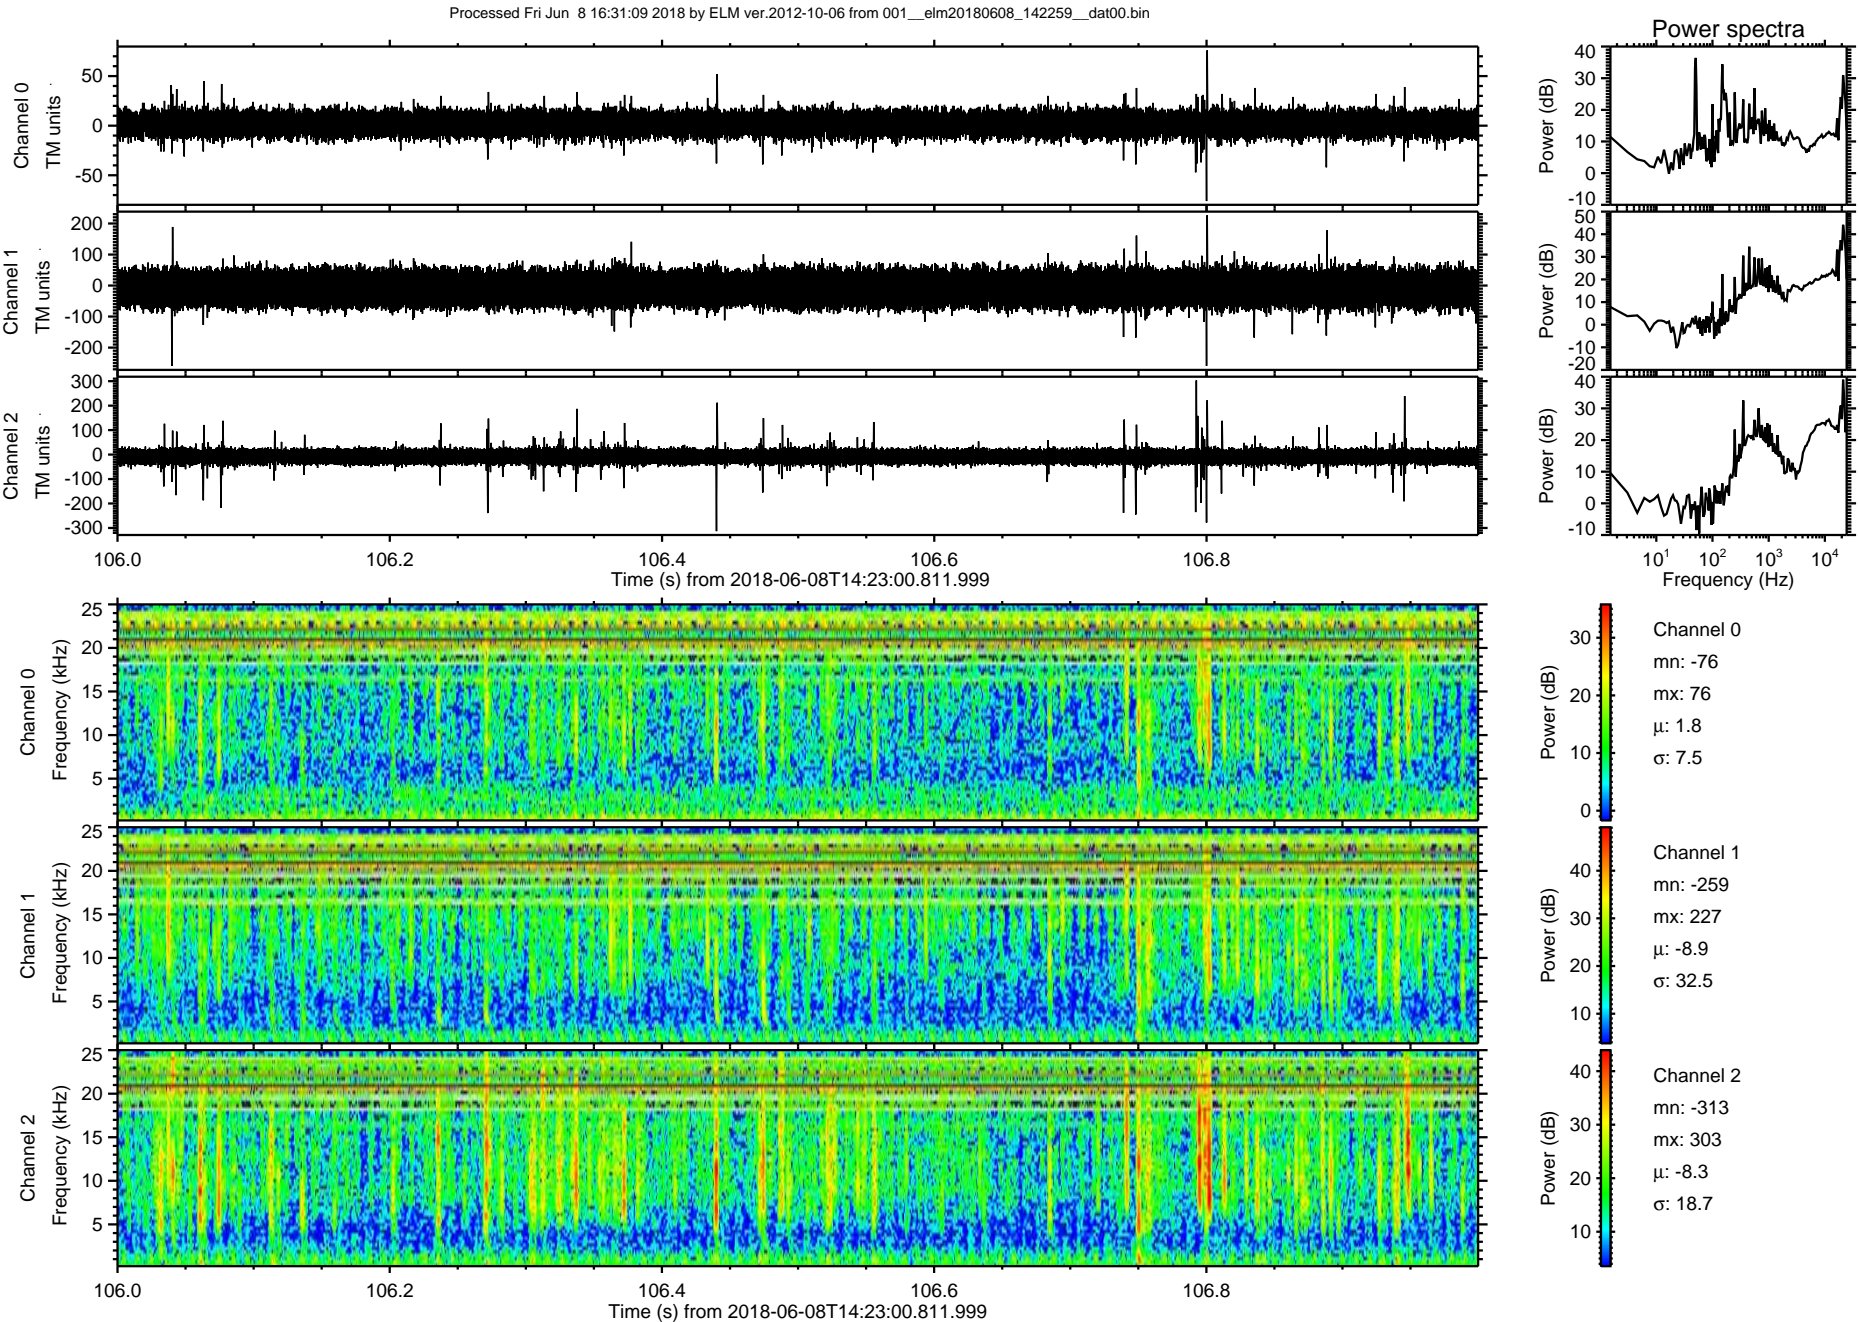 Processed Fri Jun  8 16:31:09 2018 by ELM ver.2012-10-06 from 001__elm20180608_142259__dat00.bin
Power spectra
Channel 0
TM units
50
0
-50
Power (dB)
40
30
20
10
0
-10
Channel 1
TM units
200
100
0
-100
-200
Power (dB)
50
40
30
20
10
0
-10
-20
Channel 2
TM units
300
200
100
0
-100
-200
-300
Power (dB)
40
30
20
10
0
-10
106.0 106.2 106.4 106.6 106.8
Time (s) from 2018-06-08T14:23:00.811.999
10^1 10^2 10^3 10^4
Frequency (Hz)
Channel 0
Frequency (kHz)
25
20
15
10
5
Power (dB)
30
20
10
0
Channel 0
mn: -76
mx: 76
μ: 1.8
σ: 7.5
Channel 1
Frequency (kHz)
25
20
15
10
5
Power (dB)
40
30
20
10
Channel 1
mn: -259
mx: 227
μ: -8.9
σ: 32.5
Channel 2
Frequency (kHz)
25
20
15
10
5
Power (dB)
40
30
20
10
Channel 2
mn: -313
mx: 303
μ: -8.3
σ: 18.7
106.0 106.2 106.4 106.6 106.8
Time (s) from 2018-06-08T14:23:00.811.999